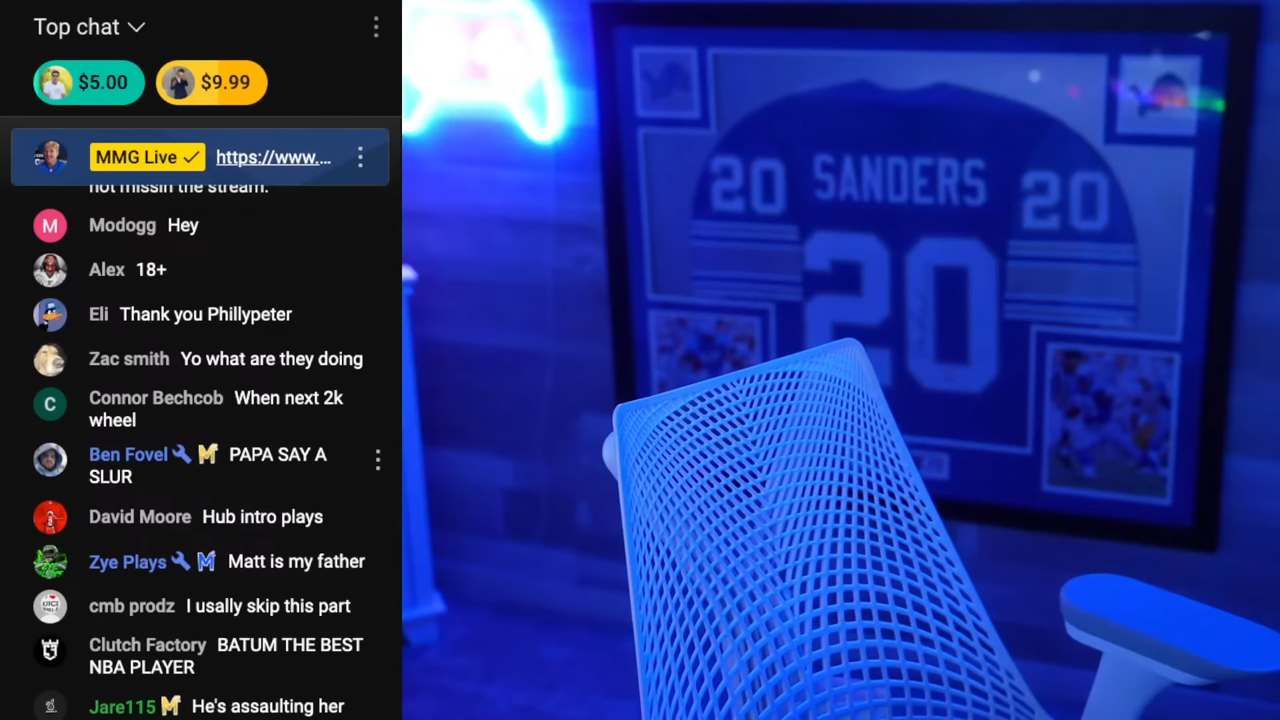 Top chat
$5.00 $9.99
MMG Live https://www....
not missin the stream.
M Modogg Hey
Alex 18+
Eli Thank you Phillypeter
Zac smith Yo what are they doing
C Connor Bechcob When next 2k
wheel
Ben Fovel PAPA SAY A
SLUR
David Moore Hub intro plays
Zye Plays Matt is my father
cmb prodz I usally skip this part
Clutch Factory BATUM THE BEST
NBA PLAYER
Jare115 He's assaulting her
20 SANDERS 20
20